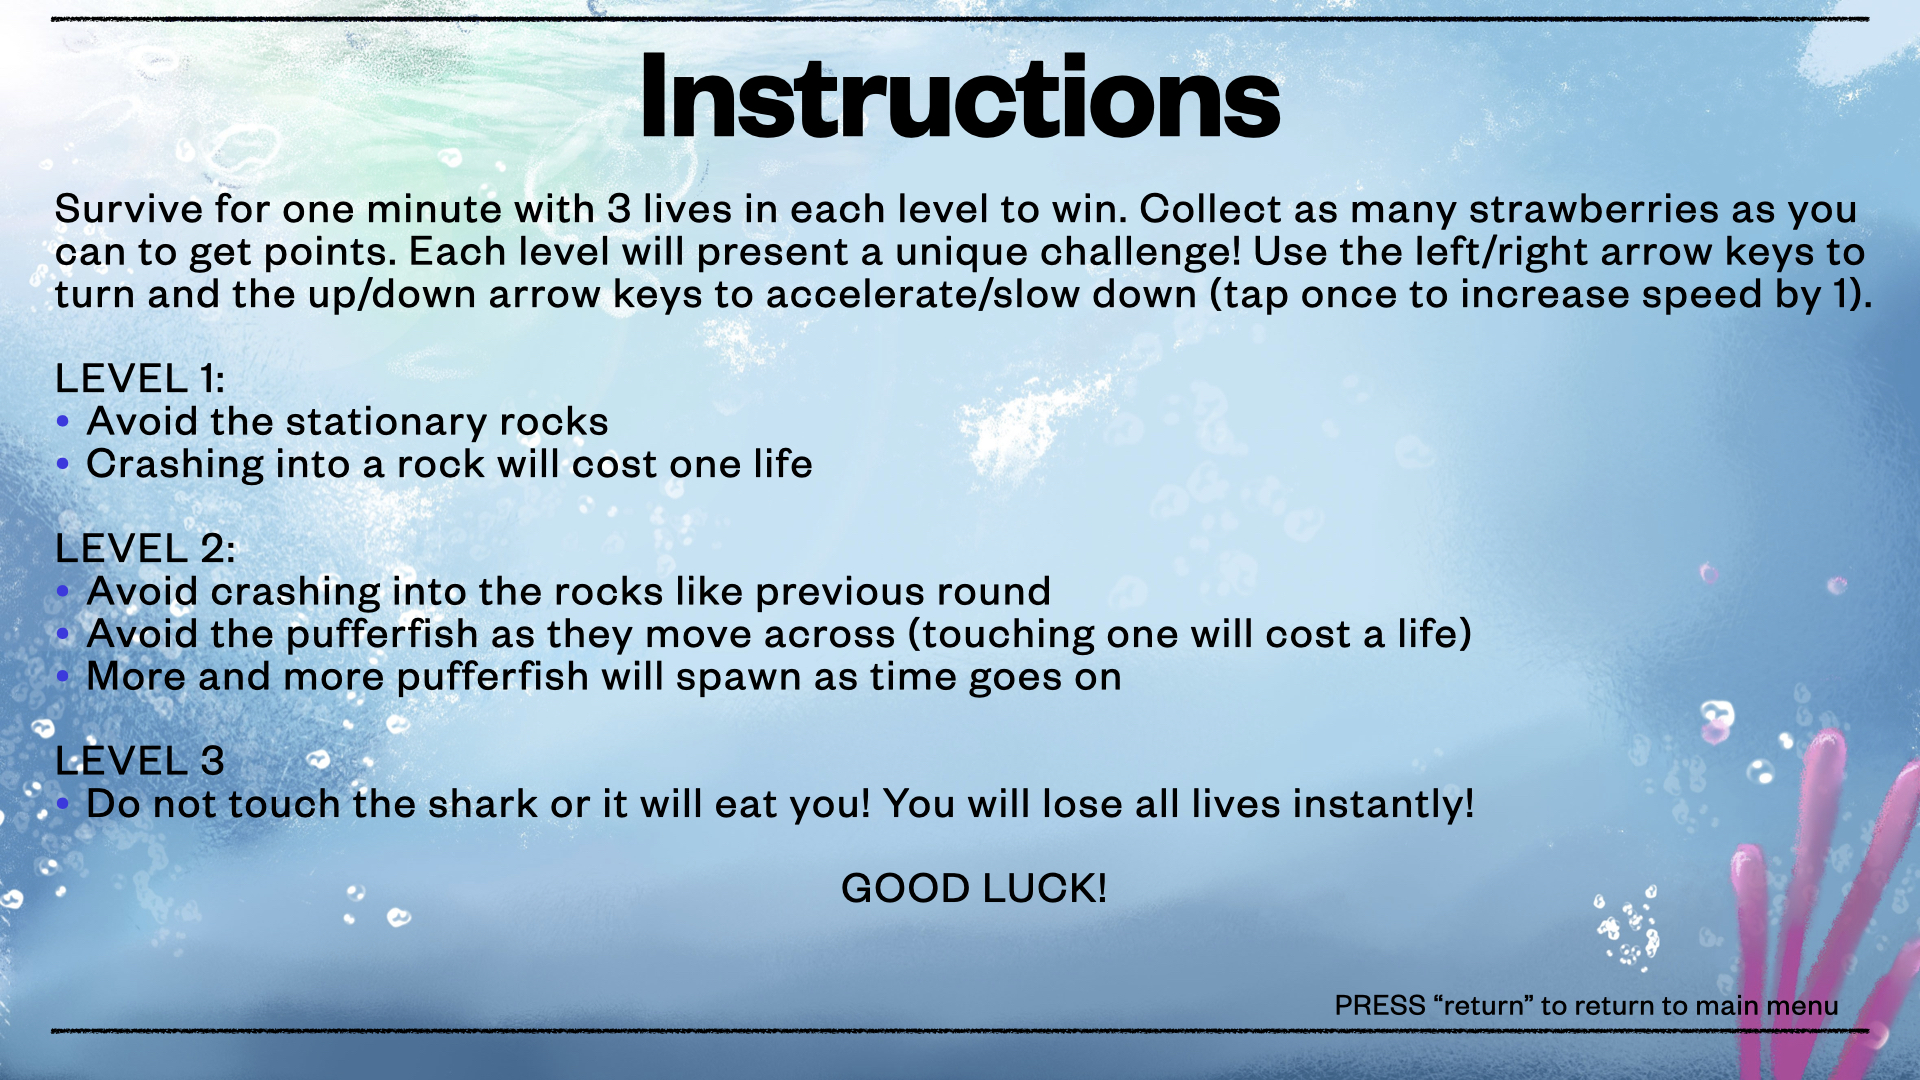 Instructions
Survive for one minute with 3 lives in each level to win. Collect as many strawberries as you
can to get points. Each level will present a unique challenge! Use the left/right arrow keys to
turn and the up/down arrow keys to accelerate/slow down (tap once to increase speed by 1).
LEVEL 1:
• Avoid the stationary rocks
• Crashing into a rock will cost one life
LEVEL 2:
• Avoid crashing into the rocks like previous round
• Avoid the pufferfish as they move across (touching one will cost a life)
• More and more pufferfish will spawn as time goes on
LEVEL 3
• Do not touch the shark or it will eat you! You will lose all lives instantly!
GOOD LUCK!
PRESS “return” to return to main menu